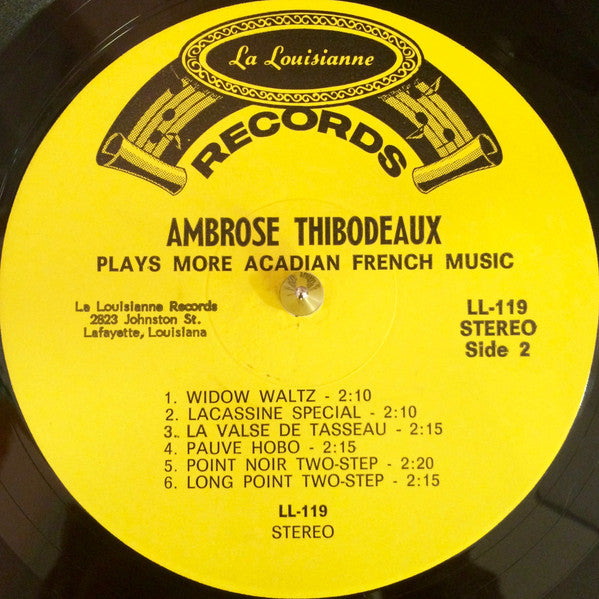 La Louisianne
RECORDS
AMBROSE THIBODEAUX
PLAYS MORE ACADIAN FRENCH MUSIC
La Louisianne Records
2823 Johnston St.
Lafayette, Louisiana
LL-119
STEREO
Side 2
1. WIDOW WALTZ - 2:10
2. LACASSINE SPECIAL - 2:10
3. LA VALSE DE TASSEAU - 2:15
4. PAUVE HOBO - 2:15
5. POINT NOIR TWO-STEP - 2:20
6. LONG POINT TWO-STEP - 2:15
LL-119
STEREO